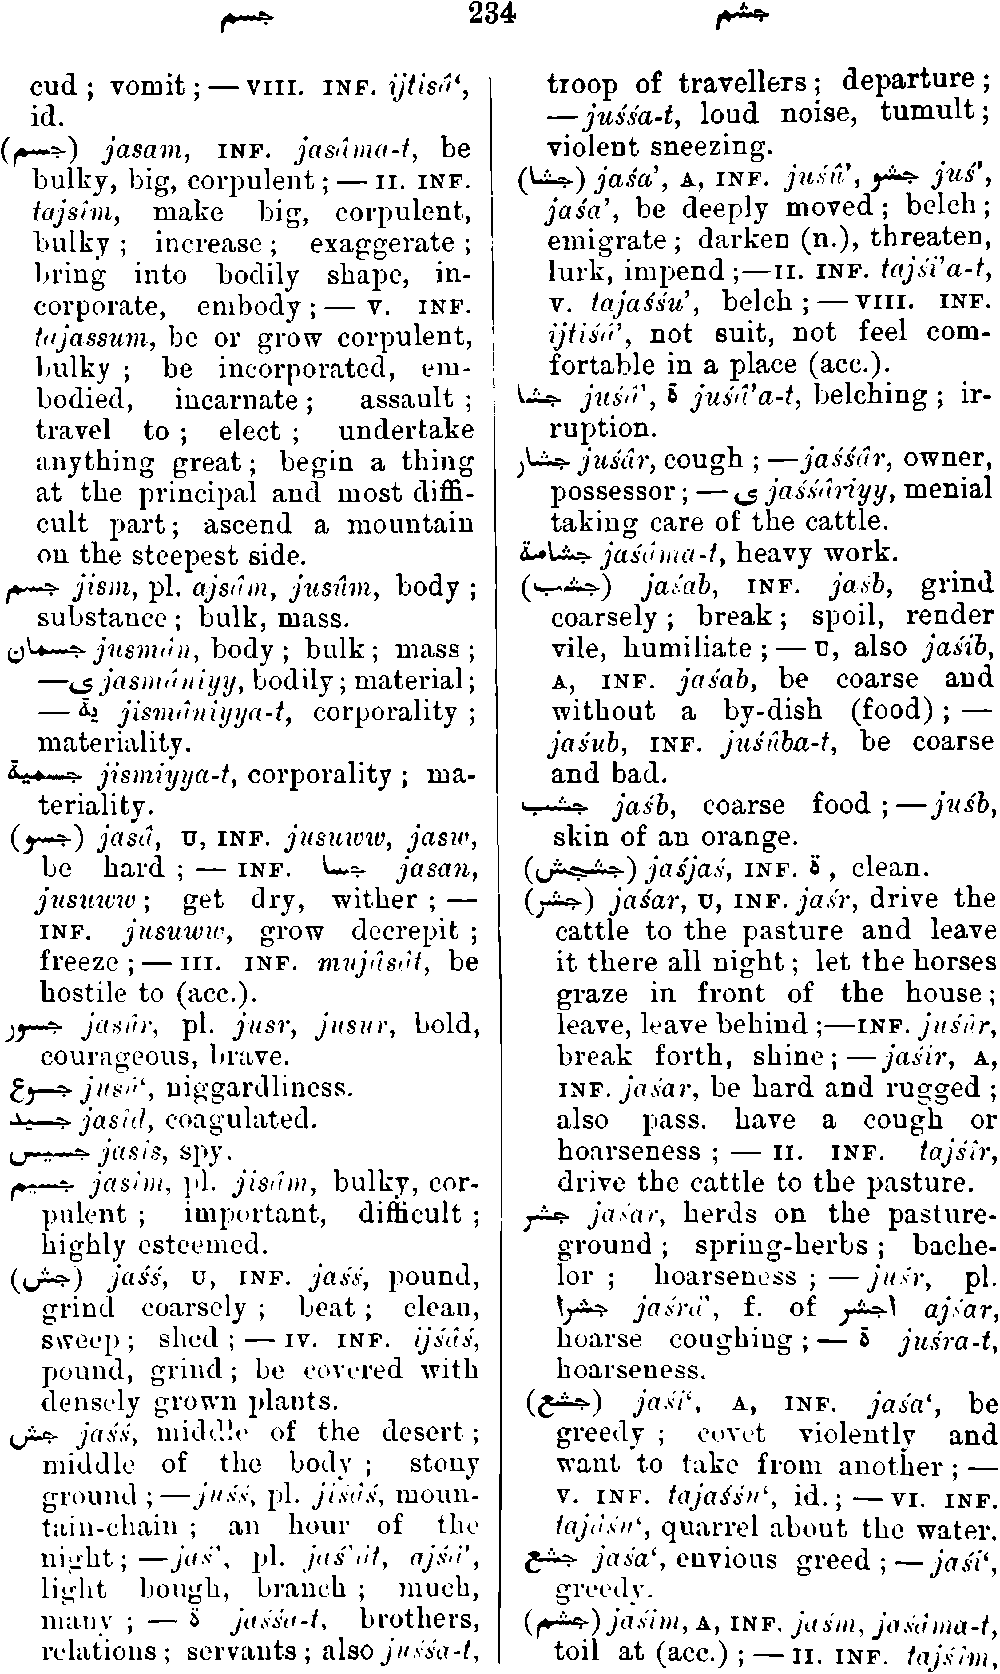 جسم 234 جشم
cud ; vomit ; — VIII. INF. ijtisâ‘,
id.
(جسم) jasam, INF. jasâma-t, be
bulky, big, corpulent ; — II. INF.
tajsîm, make big, corpulent,
bulky ; increase ; exaggerate ;
bring into bodily shape, in-
corporate, embody ; — V. INF.
tajassum, be or grow corpulent,
bulky ; be incorporated, em-
bodied, incarnate ; assault ;
travel to ; elect ; undertake
anything great ; begin a thing
at the principal and most diffi-
cult part ; ascend a mountain
on the steepest side.
جسم jism, pl. ajsâm, jusûm, body ;
substance ; bulk, mass.
جسمان jusmân, body ; bulk ; mass ;
—ى jasmâniyy, bodily ; material ;
— ية jismâniyya-t, corporality ;
materiality.
جسمية jismiyya-t, corporality ; ma-
teriality.
(جسو) jasâ, U, INF. jusuww, jasw,
be hard ; — INF. جسا jasan,
jusuww ; get dry, wither ; —
INF. jusuww, grow decrepit ;
freeze ; — III. INF. mujâsât, be
hostile to (acc.).
جسور jasûr, pl. jusr, jusur, bold,
courageous, brave.
جسوع jusû‘, niggardliness.
جسيد jasîd, coagulated.
جسيس jasîs, spy.
جسيم jasîm, pl. jisâm, bulky, cor-
pulent ; important, difficult ;
highly esteemed.
(جش) jaśś, U, INF. jaśś, pound,
grind coarsely ; beat ; clean,
sweep ; shed ; — IV. INF. ijśâś,
pound, grind ; be covered with
densely grown plants.
جش jaśś, middle of the desert ;
middle of the body ; stony
ground ; — juśś, pl. jiśâś, moun-
tain-chain ; an hour of the
night ; — jaś’, pl. jaś’ât, ajśâ’,
light bough, branch ; much,
many ; — ة jaśśa-t, brothers,
relations ; servants ; also juśśa-t,
troop of travellers ; departure ;
— juśśa-t, loud noise, tumult ;
violent sneezing.
(جشا) jaśa’, A, INF. juśû’, جشو juś’,
jaśa’, be deeply moved ; belch ;
emigrate ; darken (n.), threaten,
lurk, impend ;—II. INF. tajśi’a-t,
V. tajaśśu’, belch ; — VIII. INF.
ijtiśâ’, not suit, not feel com-
fortable in a place (acc.).
جشا juśâ’, ة juśâ’a-t, belching ; ir-
ruption.
جشار juśâr, cough ; —jaśśâr, owner,
possessor ; — ى jaśśâriyy, menial
taking care of the cattle.
جشامة jaśâma-t, heavy work.
(جشب) jaśab, INF. jaśb, grind
coarsely ; break ; spoil, render
vile, humiliate ; — U, also jaśib,
A, INF. jaśab, be coarse and
without a by-dish (food) ; —
jaśub, INF. juśûba-t, be coarse
and bad.
جشب jaśb, coarse food ; — juśb,
skin of an orange.
(جشجش) jaśjaś, INF. ة, clean.
(جشر) jaśar, U, INF. jaśr, drive the
cattle to the pasture and leave
it there all night ; let the horses
graze in front of the house ;
leave, leave behind ;—INF. juśûr,
break forth, shine ; — jaśir, A,
INF. jaśar, be hard and rugged ;
also pass. have a cough or
hoarseness ; — II. INF. tajśîr,
drive the cattle to the pasture.
جشر jaśar, herds on the pasture-
ground ; spring-herbs ; bache-
lor ; hoarseness ; — juśr, pl.
جشرا jaśrâ’, f. of اجشر ajśar,
hoarse coughing ; — ة juśra-t,
hoarseness.
(جشع) jaśi‘, A, INF. jaśa‘, be
greedy ; covet violently and
want to take from another ; —
V. INF. tajaśśu‘, id. ; — VI. INF.
tajâśu‘, quarrel about the water.
جشع jaśa‘, envious greed ; — jaśi‘,
greedy.
(جشم) jaśim, A, INF. jaśm, jaśâma-t,
toil at (acc.) ; — II. INF. tajśîm,